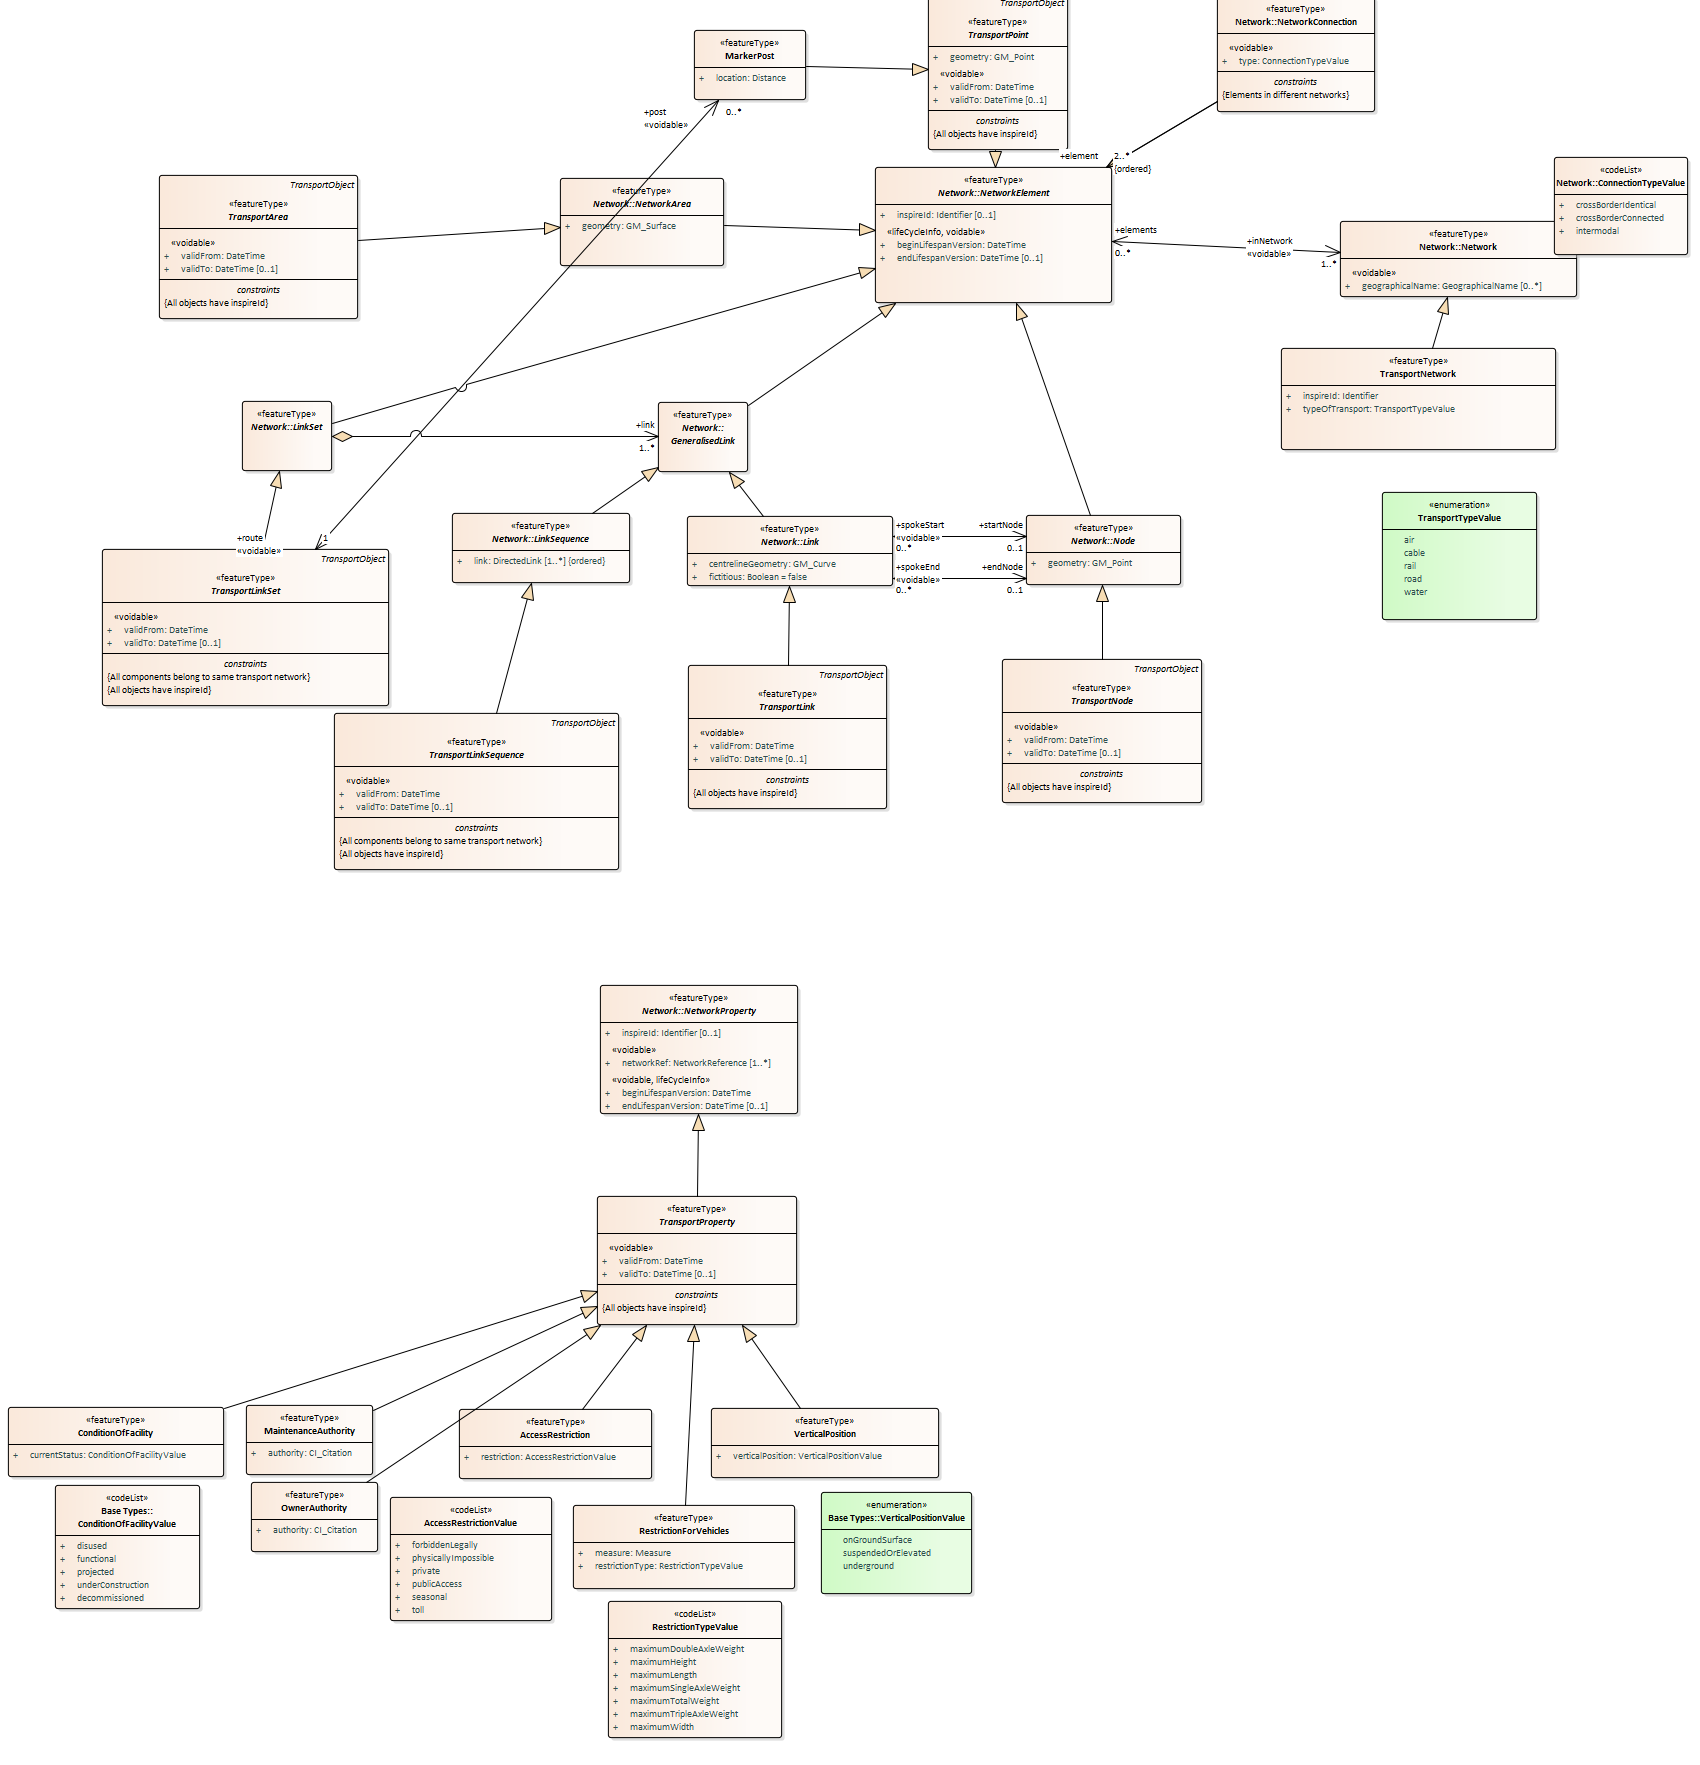 TransportObject
«featureType»
TransportPoint
+ geometry: GM_Point
«voidable»
+ validFrom: DateTime
+ validTo: DateTime [0..1]
constraints
{All objects have inspireId}
«featureType»
Network::NetworkConnection
«voidable»
+ type: ConnectionTypeValue
constraints
{Elements in different networks}
«featureType»
MarkerPost
+ location: Distance
+post
«voidable»
0..*
+element
2..*
{ordered}
«codeList»
Network::ConnectionTypeValue
+ crossBorderIdentical
+ crossBorderConnected
+ intermodal
TransportObject
«featureType»
TransportArea
«voidable»
+ validFrom: DateTime
+ validTo: DateTime [0..1]
constraints
{All objects have inspireId}
«featureType»
Network::NetworkArea
+ geometry: GM_Surface
«featureType»
Network::NetworkElement
+ inspireId: Identifier [0..1]
«lifeCycleInfo, voidable»
+ beginLifespanVersion: DateTime
+ endLifespanVersion: DateTime [0..1]
+elements
0..*
+inNetwork
«voidable»
1..*
«featureType»
Network::Network
«voidable»
+ geographicalName: GeographicalName [0..*]
«featureType»
TransportNetwork
+ inspireId: Identifier
+ typeOfTransport: TransportTypeValue
«featureType»
Network::LinkSet
+link
1..*
«featureType»
Network::
GeneralisedLink
«enumeration»
TransportTypeValue
air
cable
rail
road
water
«featureType»
Network::LinkSequence
+ link: DirectedLink [1..*] {ordered}
«featureType»
Network::Link
+ centrelineGeometry: GM_Curve
+ fictitious: Boolean = false
+spokeStart
«voidable»
0..*
+startNode
0..1
+spokeEnd
«voidable»
0..*
+endNode
0..1
«featureType»
Network::Node
+ geometry: GM_Point
+route
«voidable»
1
TransportObject
«featureType»
TransportLinkSet
«voidable»
+ validFrom: DateTime
+ validTo: DateTime [0..1]
constraints
{All components belong to same transport network}
{All objects have inspireId}
TransportObject
«featureType»
TransportLinkSequence
«voidable»
+ validFrom: DateTime
+ validTo: DateTime [0..1]
constraints
{All components belong to same transport network}
{All objects have inspireId}
TransportObject
«featureType»
TransportLink
«voidable»
+ validFrom: DateTime
+ validTo: DateTime [0..1]
constraints
{All objects have inspireId}
TransportObject
«featureType»
TransportNode
«voidable»
+ validFrom: DateTime
+ validTo: DateTime [0..1]
constraints
{All objects have inspireId}
«featureType»
Network::NetworkProperty
+ inspireId: Identifier [0..1]
«voidable»
+ networkRef: NetworkReference [1..*]
«voidable, lifeCycleInfo»
+ beginLifespanVersion: DateTime
+ endLifespanVersion: DateTime [0..1]
«featureType»
TransportProperty
«voidable»
+ validFrom: DateTime
+ validTo: DateTime [0..1]
constraints
{All objects have inspireId}
«featureType»
ConditionOfFacility
+ currentStatus: ConditionOfFacilityValue
«featureType»
MaintenanceAuthority
+ authority: CI_Citation
«featureType»
AccessRestriction
+ restriction: AccessRestrictionValue
«featureType»
VerticalPosition
+ verticalPosition: VerticalPositionValue
«codeList»
Base Types::
ConditionOfFacilityValue
+ disused
+ functional
+ projected
+ underConstruction
+ decommissioned
«featureType»
OwnerAuthority
+ authority: CI_Citation
«codeList»
AccessRestrictionValue
+ forbiddenLegally
+ physicallyImpossible
+ private
+ publicAccess
+ seasonal
+ toll
«featureType»
RestrictionForVehicles
+ measure: Measure
+ restrictionType: RestrictionTypeValue
«enumeration»
Base Types::VerticalPositionValue
onGroundSurface
suspendedOrElevated
underground
«codeList»
RestrictionTypeValue
+ maximumDoubleAxleWeight
+ maximumHeight
+ maximumLength
+ maximumSingleAxleWeight
+ maximumTotalWeight
+ maximumTripleAxleWeight
+ maximumWidth